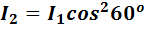 I₂ = I₁cos²60°